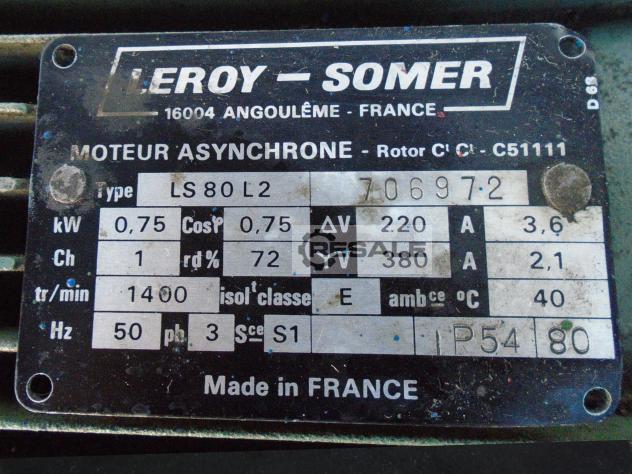 LEROY – SOMER
16004 ANGOULÊME - FRANCE
D 68
MOTEUR ASYNCHRONE - Rotor Cᵗ Cᵗ - C51111
Type LS 80 L2 706972
kW 0,75 Cosφ 0,75 ΔV 220 A 3,6
Ch 1 rd% 72 YV 380 A 2,1
tr/min 1400 isolᵗ classe E ambᶜᵉ °C 40
Hz 50 ph 3 Sᶜᵉ S1 IP54 80
Made in FRANCE
RESALE